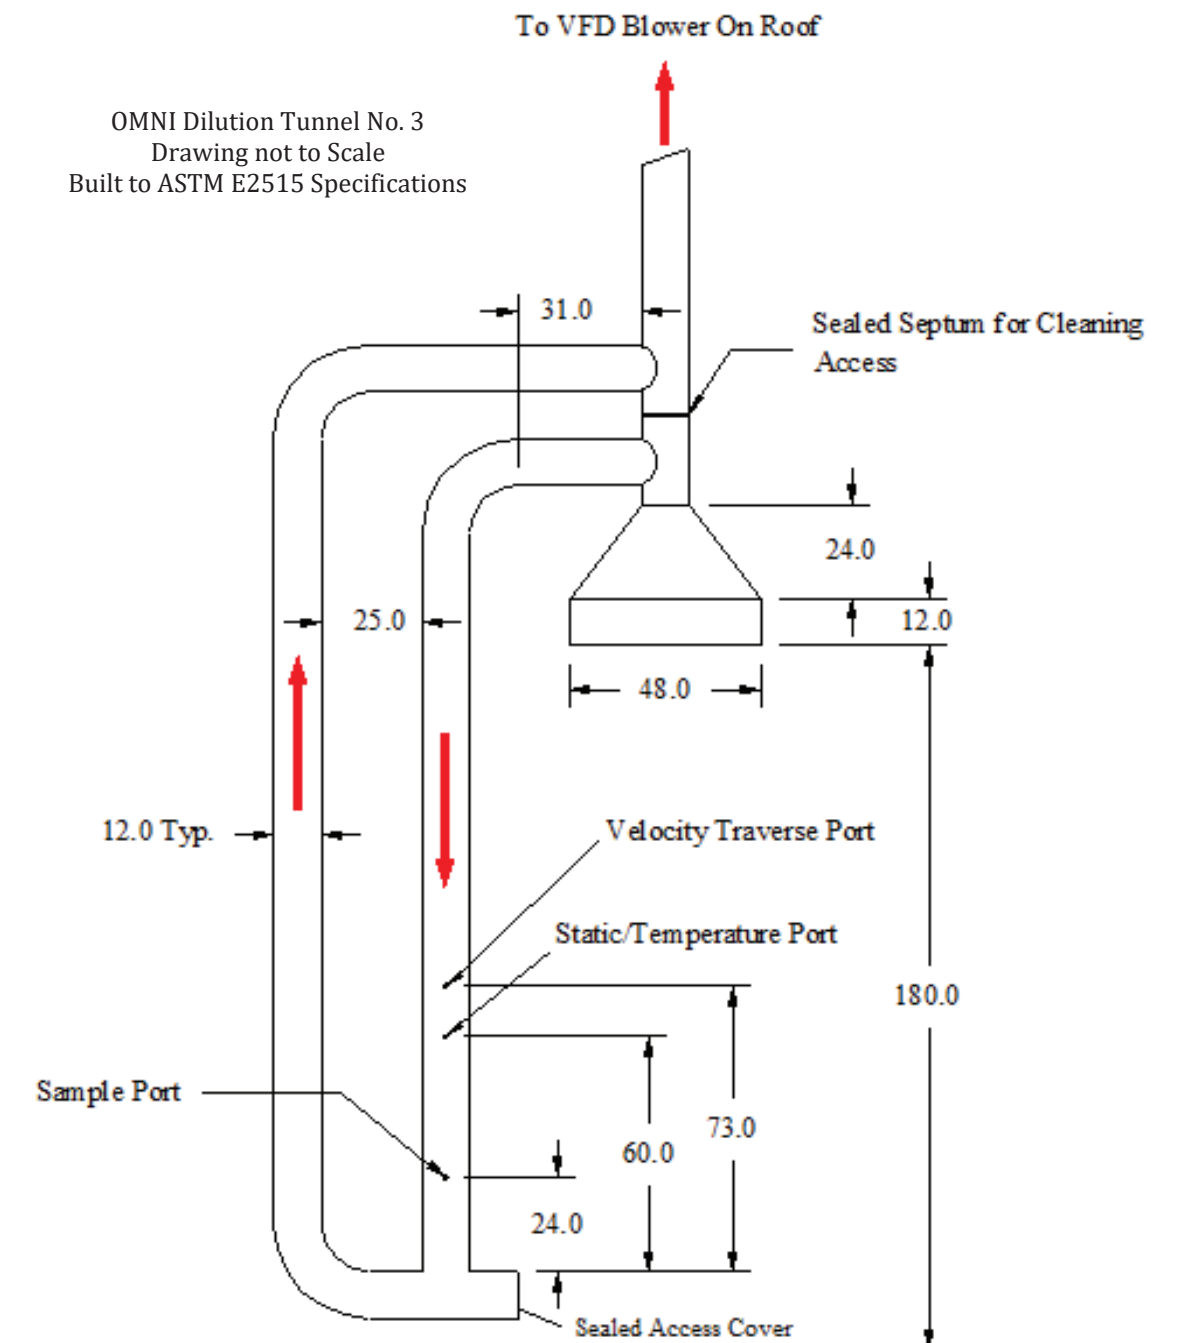 To VFD Blower On Roof
OMNI Dilution Tunnel No. 3
Drawing not to Scale
Built to ASTM E2515 Specifications
31.0
Sealed Septum for Cleaning
Access
24.0
12.0
25.0
48.0
12.0 Typ.
Velocity Traverse Port
Static/Temperature Port
180.0
Sample Port
73.0
60.0
24.0
Sealed Access Cover